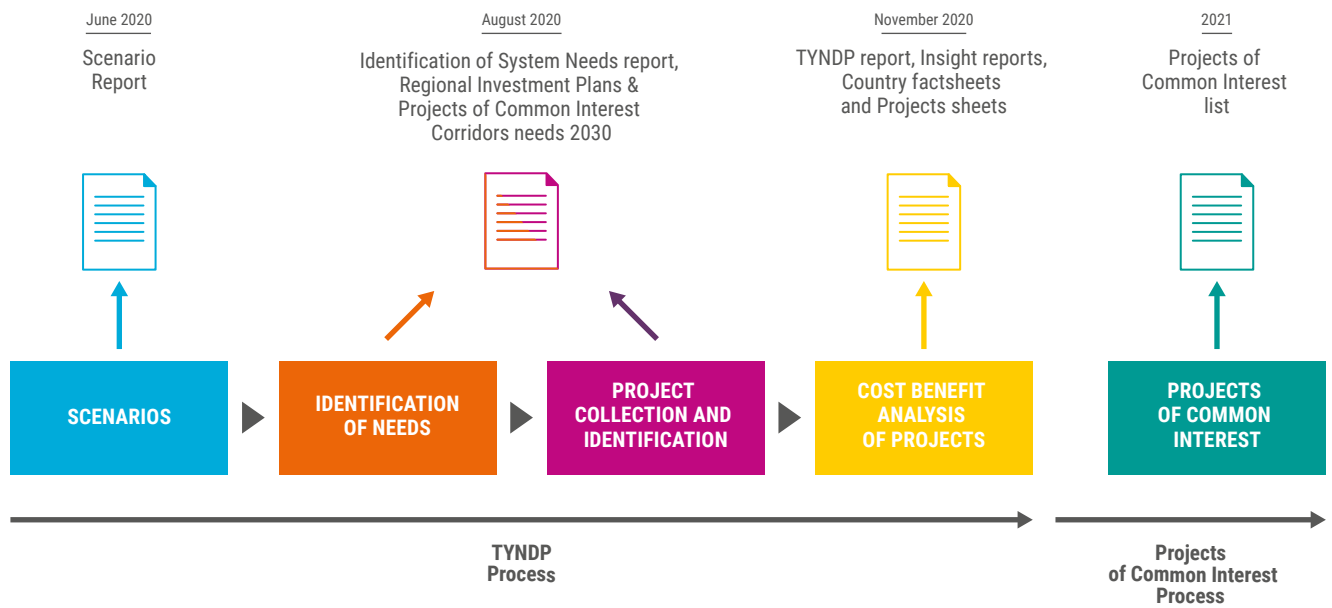 June 2020
Scenario
Report
August 2020
Identification of System Needs report,
Regional Investment Plans &
Projects of Common Interest
Corridors needs 2030
November 2020
TYNDP report, Insight reports,
Country factsheets
and Projects sheets
2021
Projects of
Common Interest
list
SCENARIOS
IDENTIFICATION
OF NEEDS
PROJECT
COLLECTION AND
IDENTIFICATION
COST BENEFIT
ANALYSIS
OF PROJECTS
PROJECTS
OF COMMON
INTEREST
TYNDP
Process
Projects
of Common Interest
Process